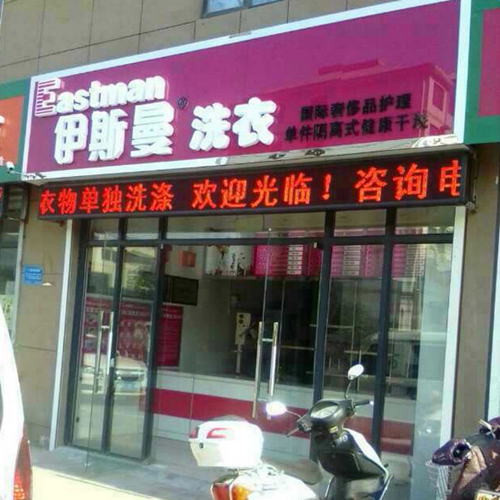 Eastman
伊斯曼® 洗衣
国际奢侈品护理
单件隔离式健康干洗
衣物单独洗涤 欢迎光临！咨询电